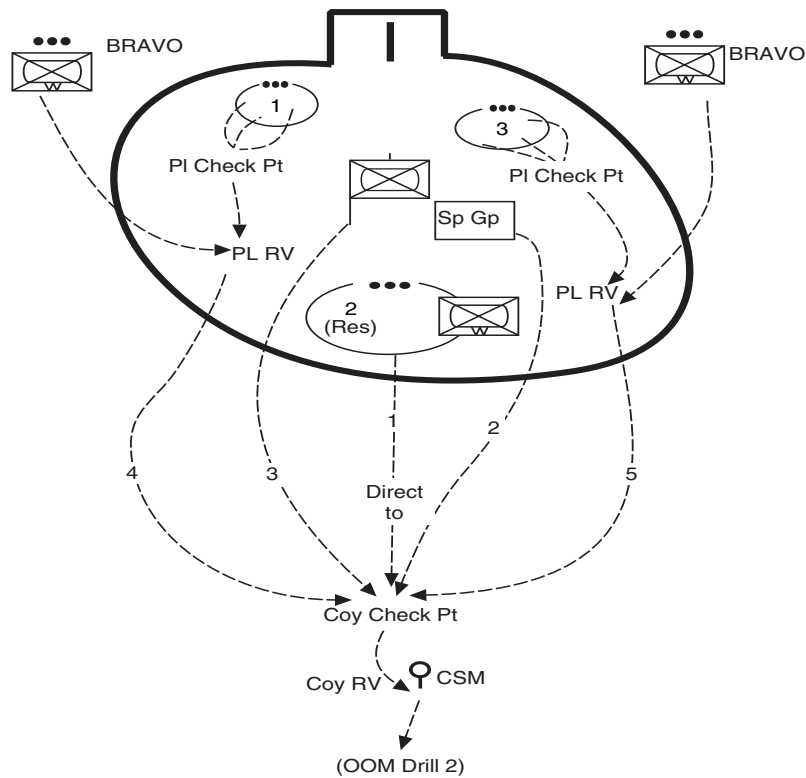 BRAVO
BRAVO
1
3
Pl Check Pt
Pl Check Pt
Sp Gp
PL RV
PL RV
2
(Res)
1
2
4
3
5
Direct
to
Coy Check Pt
Coy RV
CSM
(OOM Drill 2)